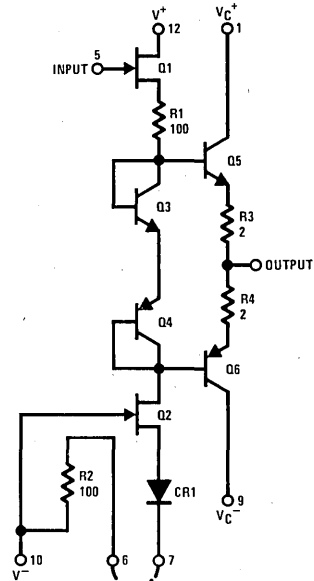 V+ 12
VC+ 1
5
INPUT
Q1
R1
100
Q5
Q3
R3
2
OUTPUT
R4
2
Q4
Q6
Q2
R2
100
CR1
9
VC-
10
V-
6
7